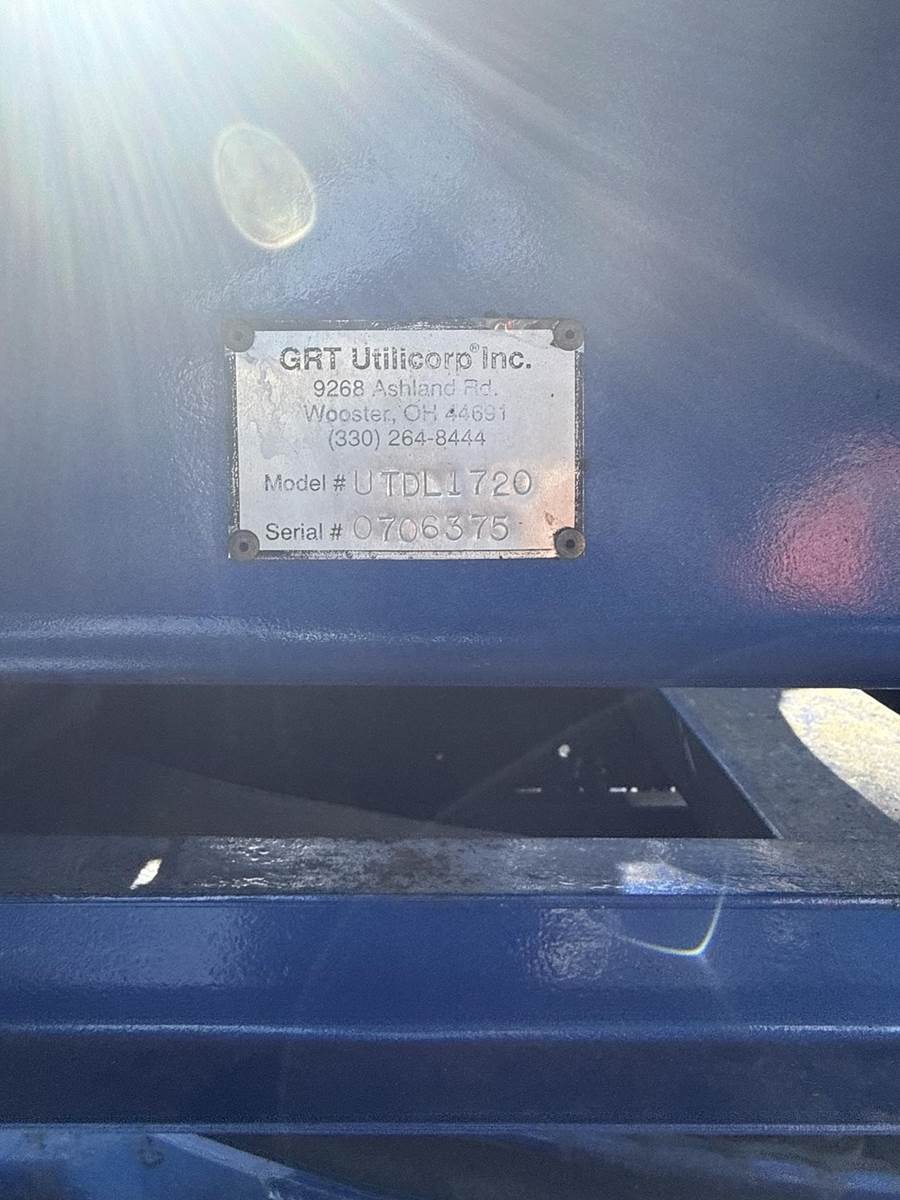 GRT Utilicorp® Inc.
9268 Ashland Rd.
Wooster, OH 44691
(330) 264-8444
Model # UTDL1720
Serial # 0706375